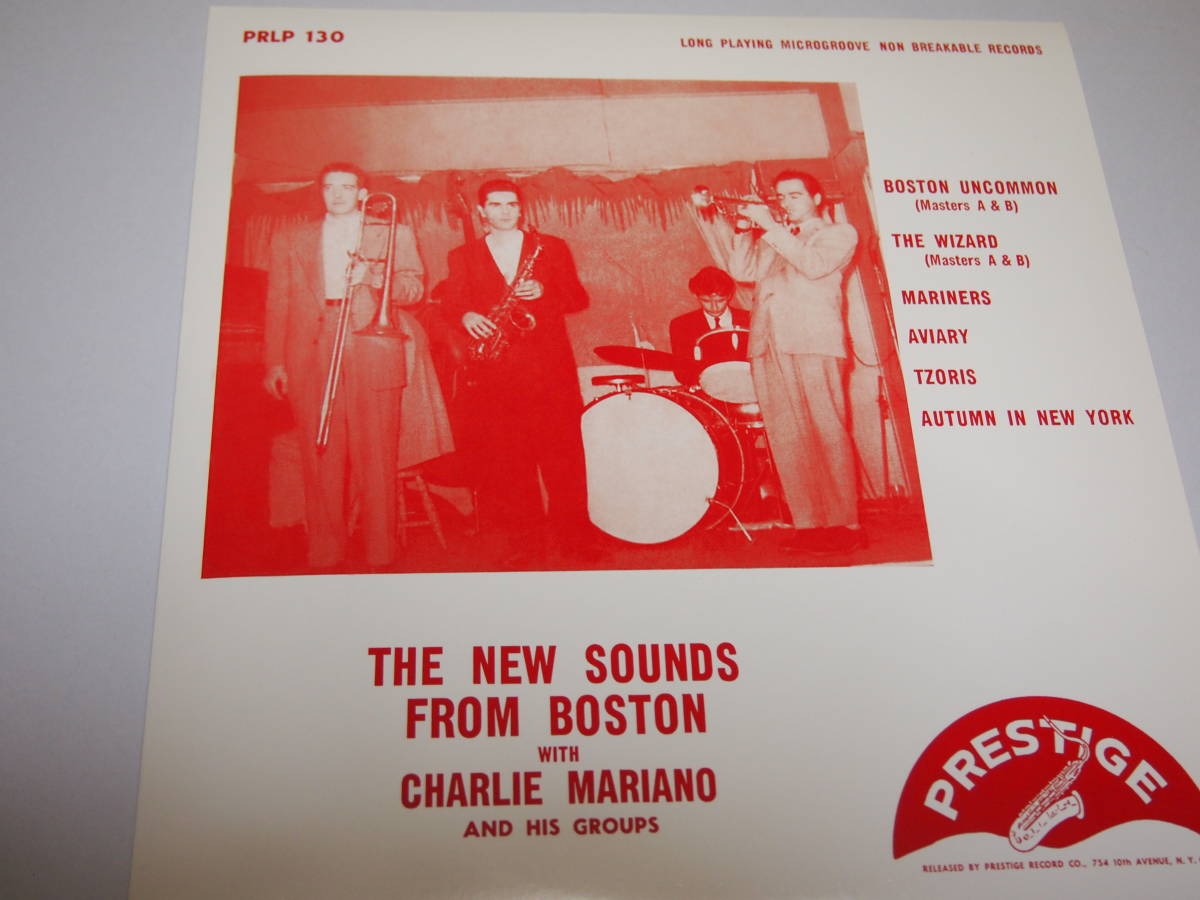 PRLP 130
LONG PLAYING MICROGROOVE NON BREAKABLE RECORDS
BOSTON UNCOMMON
(Masters A & B)
THE WIZARD
(Masters A & B)
MARINERS
AVIARY
TZORIS
AUTUMN IN NEW YORK
THE NEW SOUNDS
FROM BOSTON
WITH
CHARLIE MARIANO
AND HIS GROUPS
PRESTIGE
RELEASED BY PRESTIGE RECORD CO., 754 10th AVENUE, N. Y.